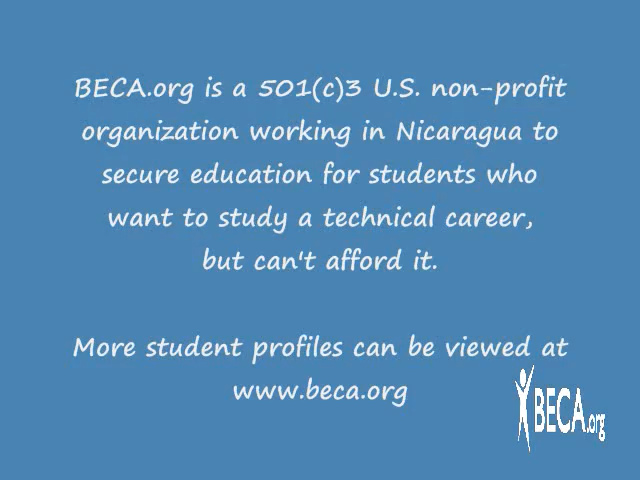 BECA.org is a 501(c)3 U.S. non-profit
organization working in Nicaragua to
secure education for students who
want to study a technical career,
but can't afford it.
More student profiles can be viewed at
www.beca.org
BECA.org